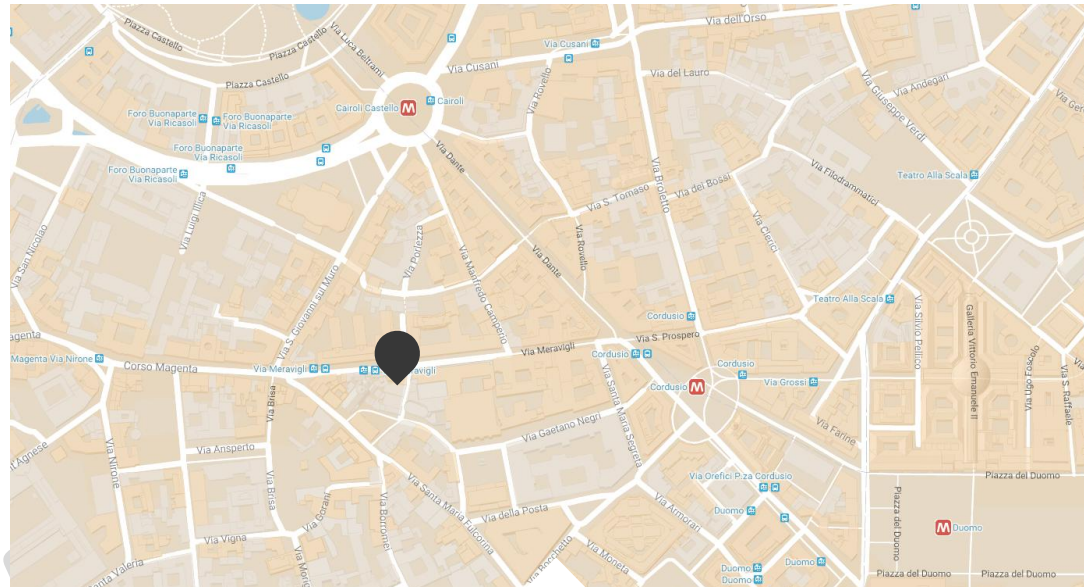 Piazza Castello
Piazza Castello
Piazza Castello
Via Luca Beltrami
Via Cusani
Via Cusani
Via dell'Orso
Via del Lauro
Via Rovello
Cairoli Castello
M
Cairoli
Via Giuseppe Verdi
Via Andegari
Foro Buonaparte
Via Ricasoli
Foro Buonaparte
Via Ricasoli
Foro Buonaparte
Via Ricasoli
Foro Buonaparte
Via Ricasoli
Via Dante
Via Broletto
Via Filodrammatici
Teatro Alla Scala
Via dei Bossi
Via S. Tomaso
Via Luigi Illica
Via San Nicolao
Via Porlezza
Via Clerici
Via Rovello
Via Dante
Via Manfredo Camperio
Via S. Giovanni sul Muro
Teatro Alla Scala
Via Silvio Pellico
Galleria Vittorio Emanuele II
Via Ugo Foscolo
Via S. Raffaele
Cordusio
Via S. Prospero
Via Meravigli
Cordusio
Cordusio
Magenta Via Nirone
Corso Magenta
Via Meravigli
Cordusio
M
Via Grossi
Via Brisa
Via Santa Maria Segreta
Via Gaetano Negri
Via Farine
Via Ansperto
Via Nirone
Via Brisa
Via Santa Maria Fulcorina
Via Orefici P.za Cordusio
Piazza del Duomo
Via Gorani
Via Borromei
Via della Posta
Via Armorari
Duomo
Piazza del Duomo
M
Duomo
Via Vigna
Via Moneta
Duomo
Duomo
Duomo
Piazza del Duomo
Piazza del Duomo